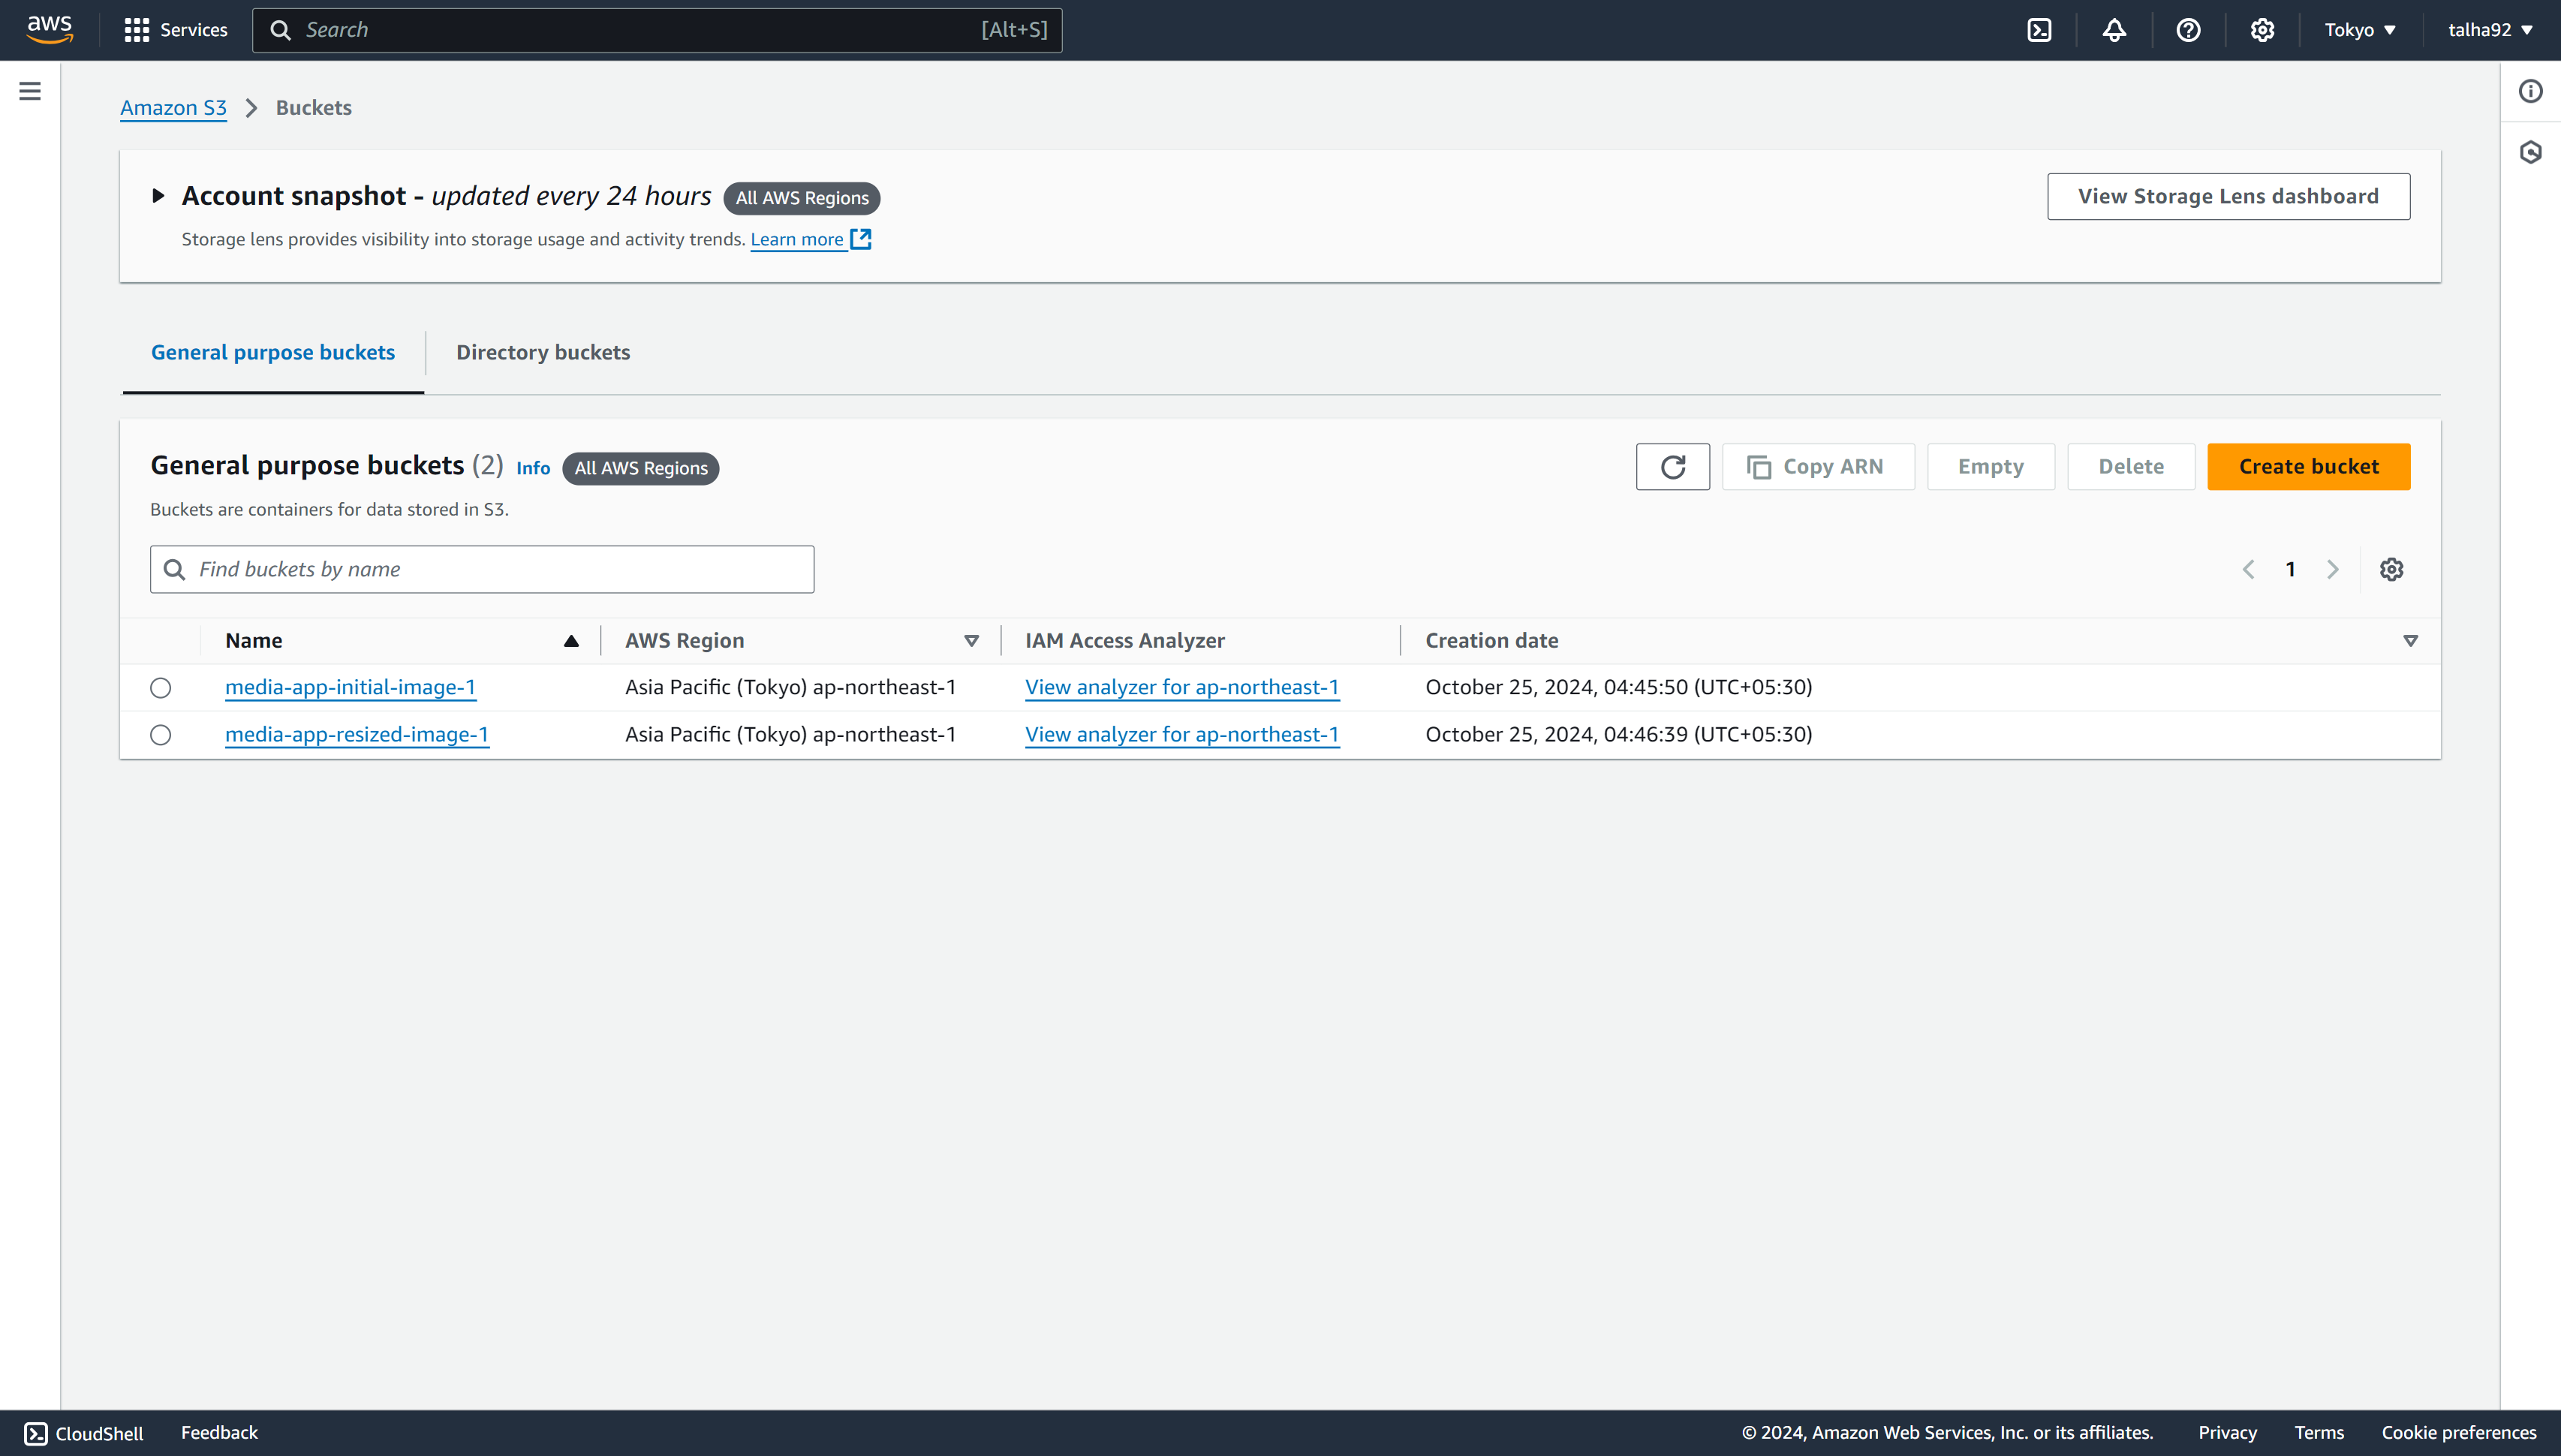 aws Services Search [Alt+S] Tokyo talha92
Amazon S3 Buckets
Account snapshot - updated every 24 hours All AWS Regions View Storage Lens dashboard
Storage lens provides visibility into storage usage and activity trends. Learn more
General purpose buckets Directory buckets
General purpose buckets (2) Info All AWS Regions Copy ARN Empty Delete Create bucket
Buckets are containers for data stored in S3.
Find buckets by name 1
Name AWS Region IAM Access Analyzer Creation date
media-app-initial-image-1 Asia Pacific (Tokyo) ap-northeast-1 View analyzer for ap-northeast-1 October 25, 2024, 04:45:50 (UTC+05:30)
media-app-resized-image-1 Asia Pacific (Tokyo) ap-northeast-1 View analyzer for ap-northeast-1 October 25, 2024, 04:46:39 (UTC+05:30)
CloudShell Feedback © 2024, Amazon Web Services, Inc. or its affiliates. Privacy Terms Cookie preferences